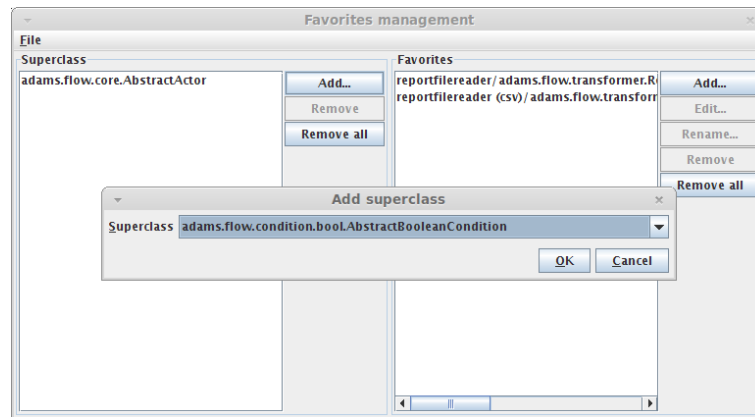 Favorites management
File
Superclass
adams.flow.core.AbstractActor
Add...
Remove
Remove all
Favorites
reportfilereader/adams.flow.transformer.R
reportfilereader (csv)/adams.flow.transfor
Add...
Edit...
Rename...
Remove
Remove all
Add superclass
Superclass adams.flow.condition.bool.AbstractBooleanCondition
OK Cancel